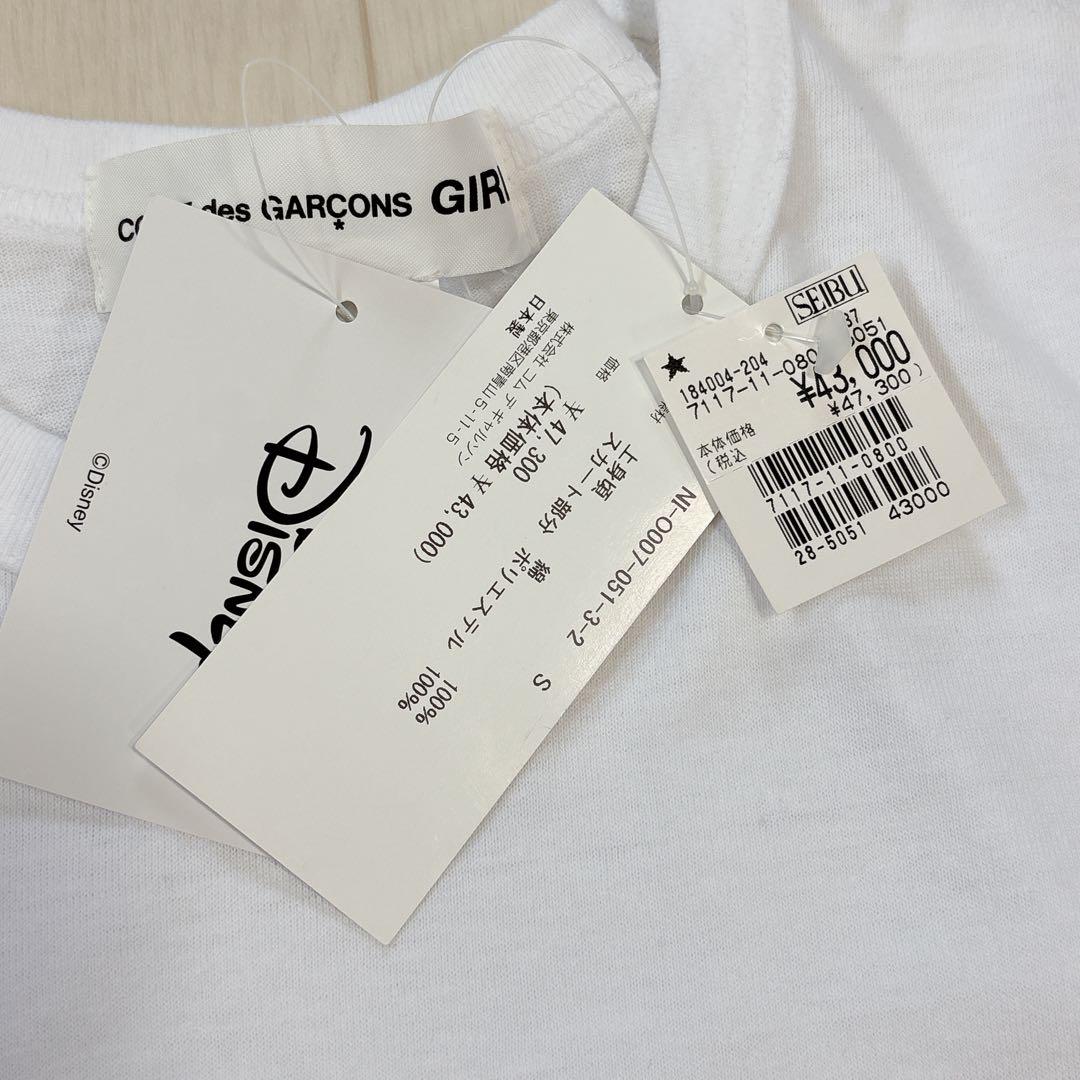 des GARÇONS GIRL
©Disney
Disney
NI-O007-051-3-2 S
上身頃 綿 100%
スカート部分 ポリエステル 100%
価格 ¥ 47,300
(本体価格 ¥ 43,000)
株式会社 コム デ ギャルソン
東京都港区南青山 5-11-5
日本製
SEIBU
184004-204
7117-11-080
5051
本体価格 ¥43,000
(税込 ¥47,300)
7117-11-0800
28-5051 43000